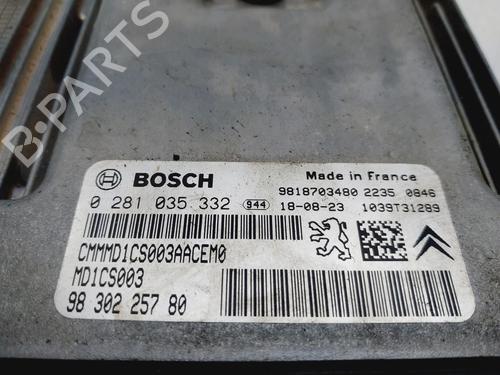 B-PARTS
BOSCH
Made in France
0 281 035 332 944
9818703480 2235 0846
18-08-23 1039T31289
CMMMD1CS003AACEM0
MD1CS003
98 302 257 80